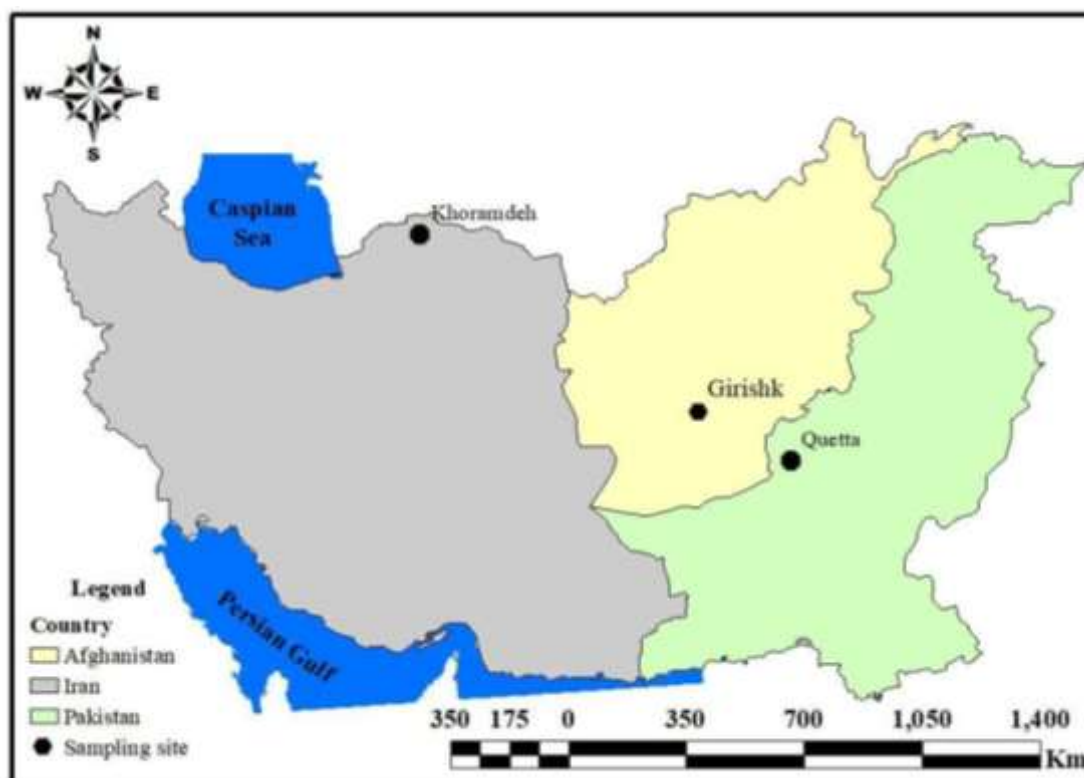 N
W E
S
Caspian
Sea
Khoramdeh
Girishk
Quetta
Persian Gulf
Legend
Country
Afghanistan
Iran
Pakistan
Sampling site
350 175 0 350 700 1,050 1,400
Km